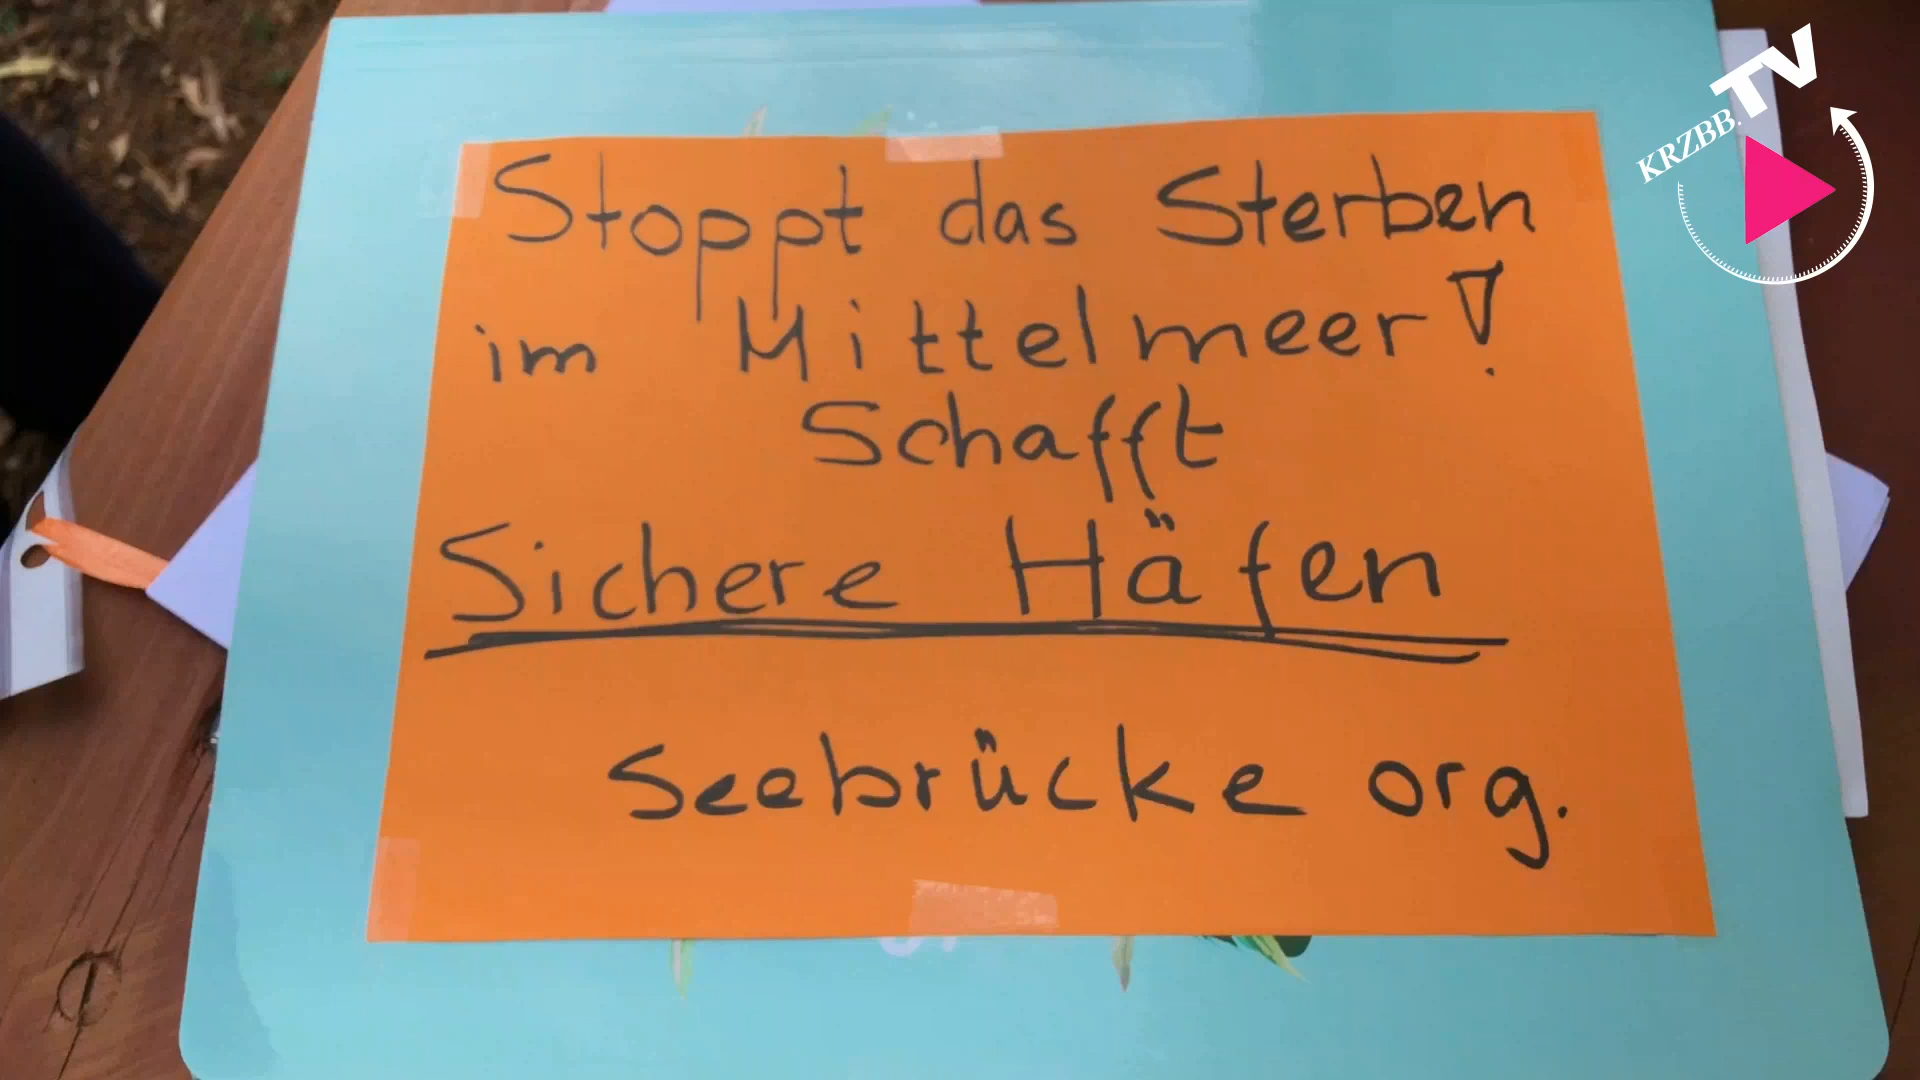 Stoppt das Sterben
im Mittelmeer!
Schafft
Sichere Häfen
seebrücke org.
KRZBB.TV